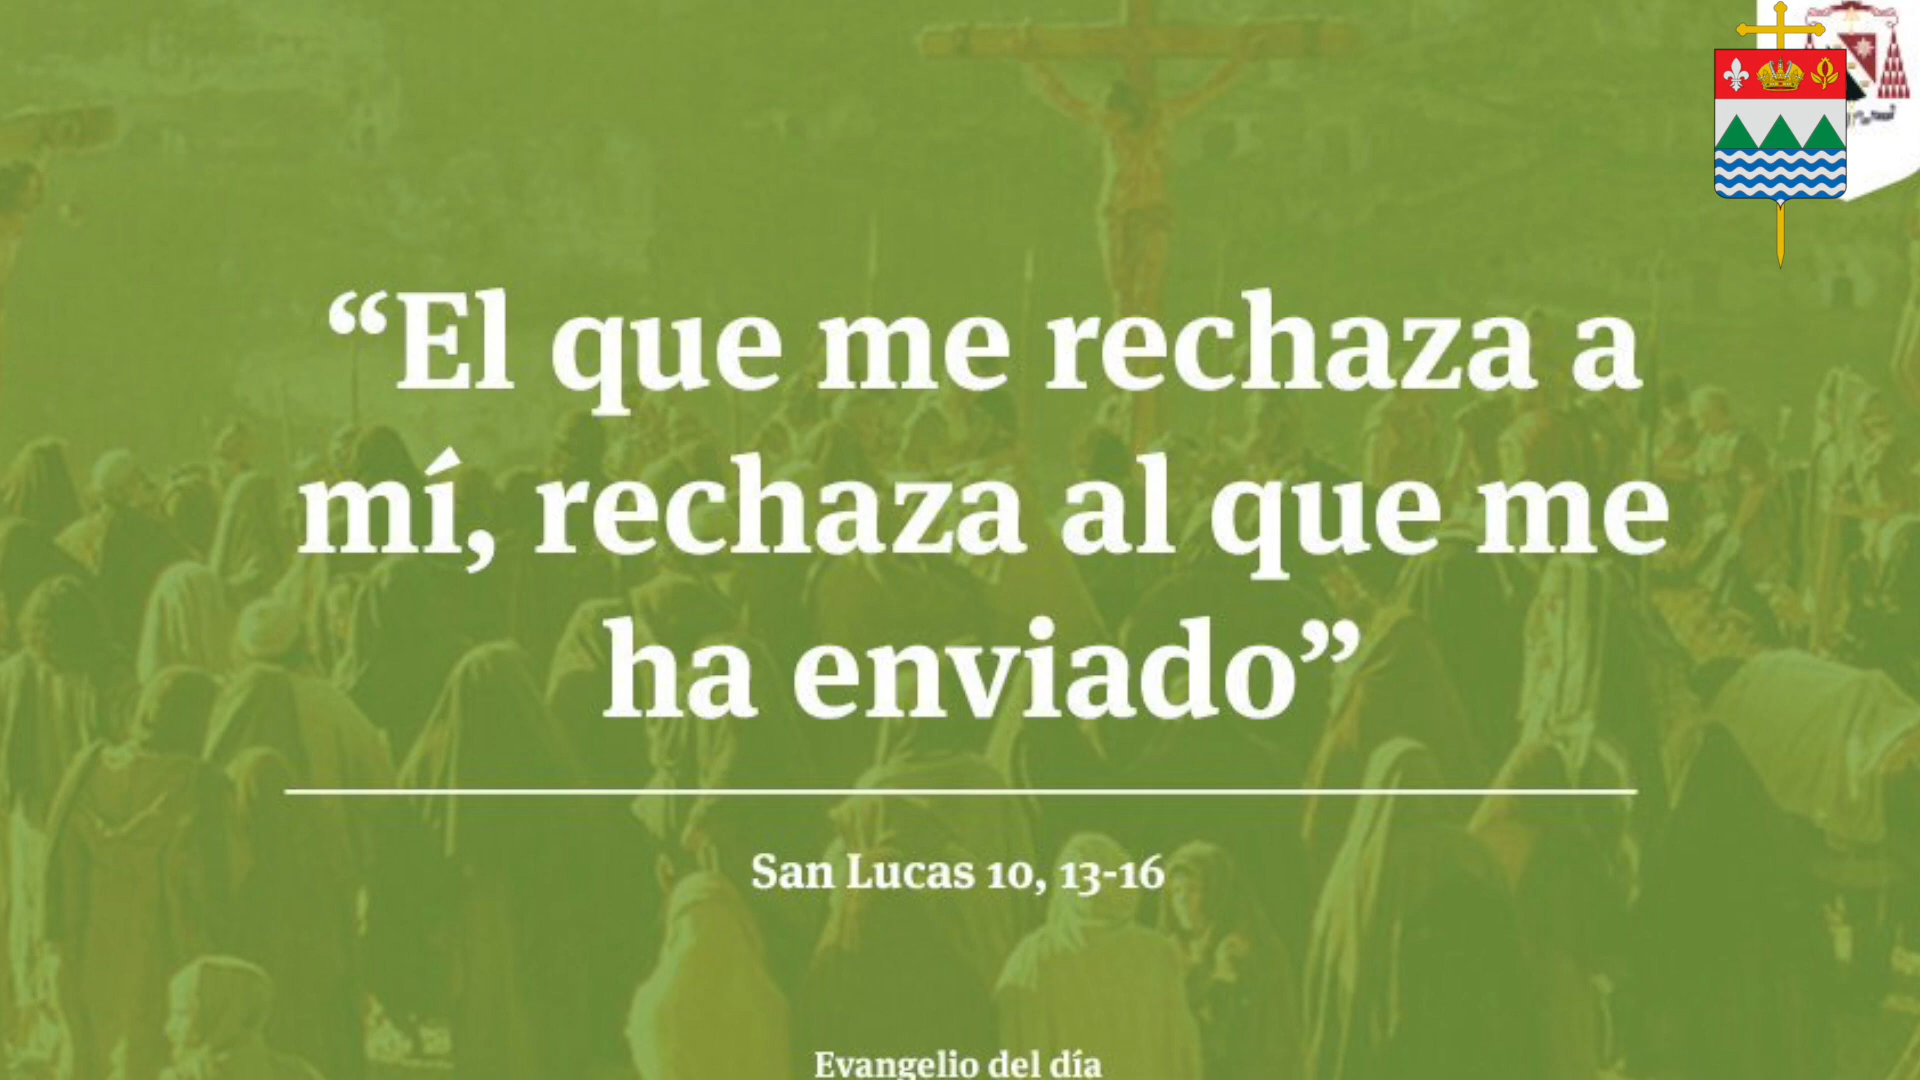 “El que me rechaza a
mí, rechaza al que me
ha enviado”
San Lucas 10, 13-16
Evangelio del día